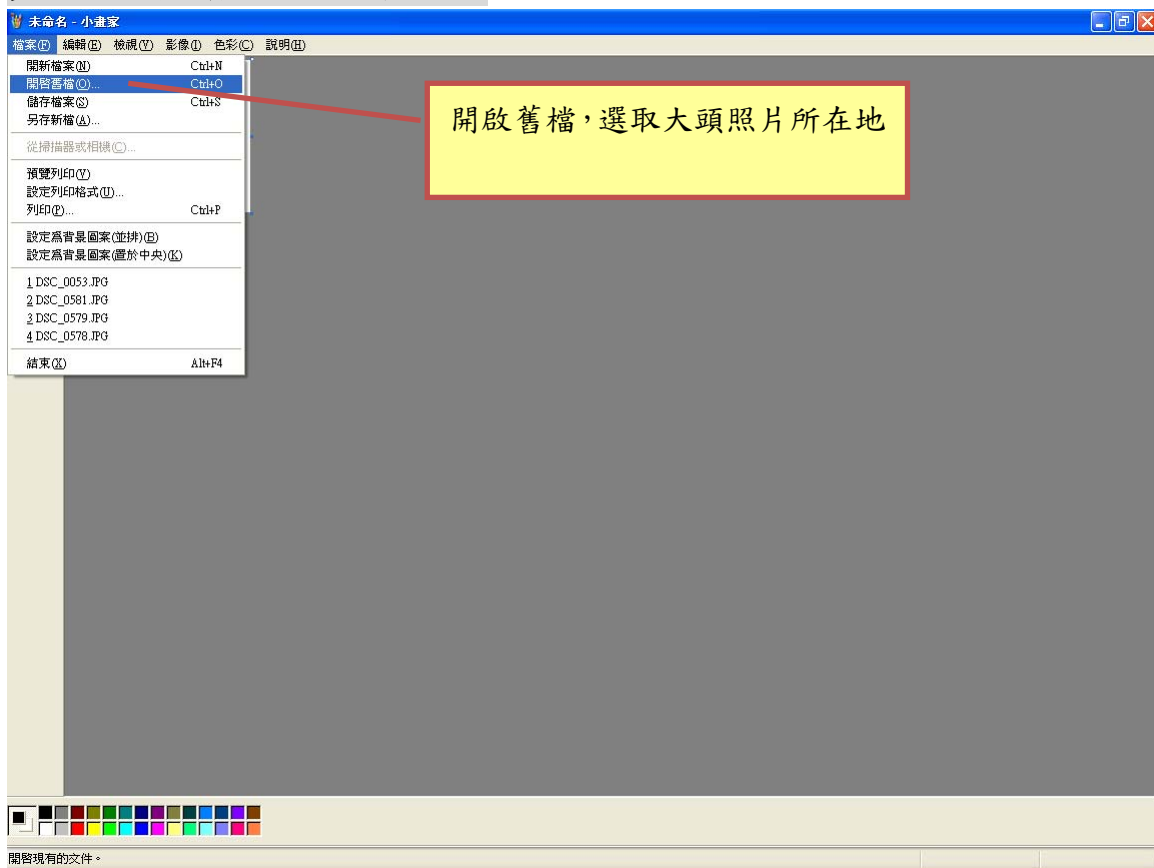 未命名 - 小畫家
檔案(F) 編輯(E) 檢視(V) 影像(I) 色彩(C) 說明(H)
開新檔案(N) Ctrl+N
開啓舊檔(O)... Ctrl+O
儲存檔案(S) Ctrl+S
另存新檔(A)...
從掃描器或相機(C)...
預覽列印(V)
設定列印格式(U)...
列印(P)... Ctrl+P
設定爲背景圖案(並排)(B)
設定爲背景圖案(置於中央)(K)
1 DSC_0053.JPG
2 DSC_0581.JPG
3 DSC_0579.JPG
4 DSC_0578.JPG
結束(X) Alt+F4
開啟舊檔，選取大頭照片所在地
開啓現有的文件。